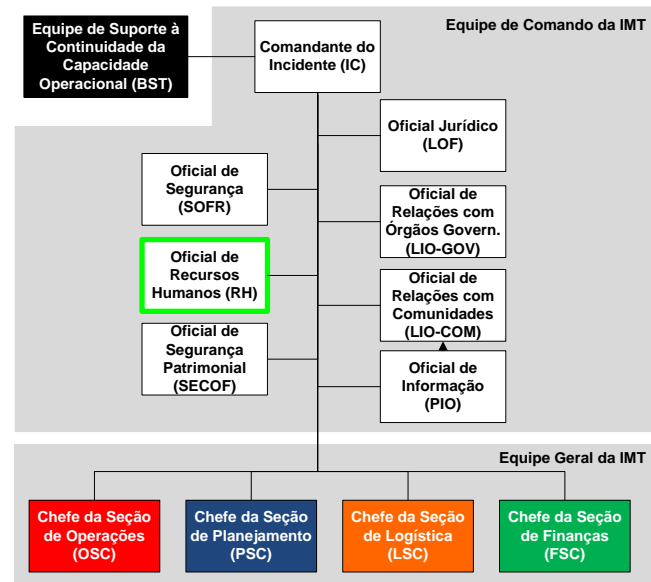 Equipe de Suporte à
Continuidade da
Capacidade
Operacional (BST)
Comandante do
Incidente (IC)
Equipe de Comando da IMT
Oficial Jurídico
(LOF)
Oficial de
Segurança
(SOFR)
Oficial de
Relações com
Órgãos Govern.
(LIO-GOV)
Oficial de
Recursos
Humanos (RH)
Oficial de
Relações com
Comunidades
(LIO-COM)
Oficial de
Segurança
Patrimonial
(SECOF)
Oficial de
Informação
(PIO)
Equipe Geral da IMT
Chefe da Seção
de Operações
(OSC)
Chefe da Seção
de Planejamento
(PSC)
Chefe da Seção
de Logística
(LSC)
Chefe da Seção
de Finanças
(FSC)